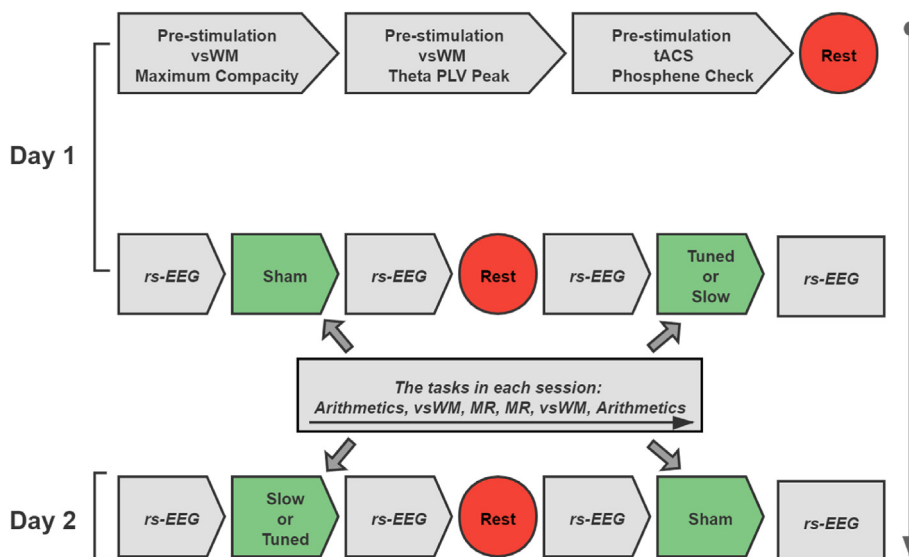 Pre-stimulation
vsWM
Maximum Compacity
Pre-stimulation
vsWM
Theta PLV Peak
Pre-stimulation
tACS
Phosphene Check
Rest
Day 1
rs-EEG
Sham
rs-EEG
Rest
rs-EEG
Tuned
or
Slow
rs-EEG
The tasks in each session:
Arithmetics, vsWM, MR, MR, vsWM, Arithmetics
Day 2
rs-EEG
Slow
or
Tuned
rs-EEG
Rest
rs-EEG
Sham
rs-EEG